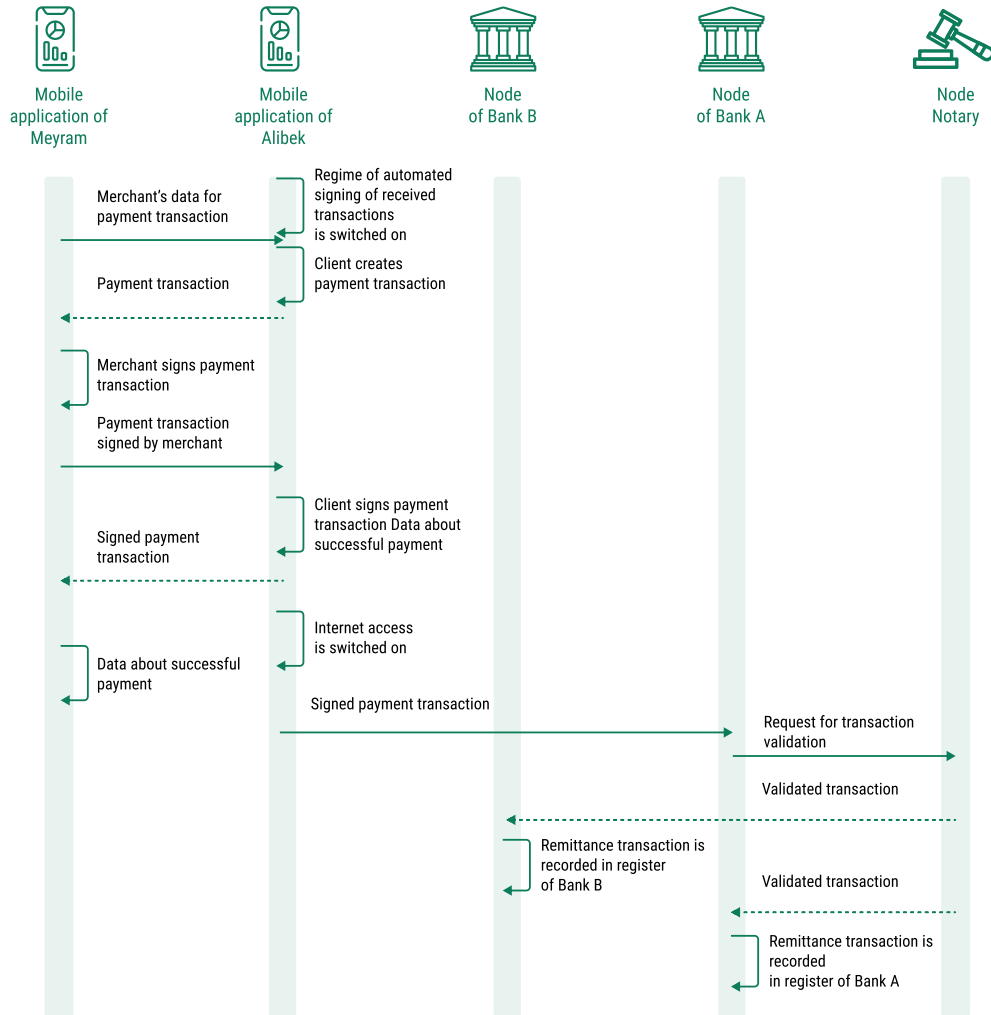 Mobile
application of
Meyram
Mobile
application of
Alibek
Node
of Bank B
Node
of Bank A
Node
Notary
Regime of automated
signing of received
transactions
is switched on
Merchant's data for
payment transaction
Client creates
payment transaction
Payment transaction
Merchant signs payment
transaction
Payment transaction
signed by merchant
Client signs payment
transaction Data about
successful payment
Signed payment
transaction
Internet access
is switched on
Data about successful
payment
Signed payment transaction
Request for transaction
validation
Validated transaction
Remittance transaction is
recorded in register
of Bank B
Validated transaction
Remittance transaction is
recorded
in register of Bank A